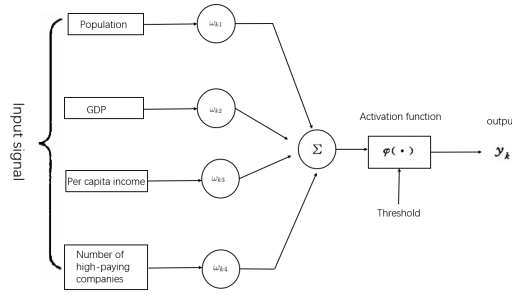 Input signal
Population
ω_{k1}
GDP
ω_{k2}
Per capita income
ω_{k3}
Number of
high-paying
companies
ω_{k4}
Σ
Activation function
φ(•)
Threshold
outpu
y_k